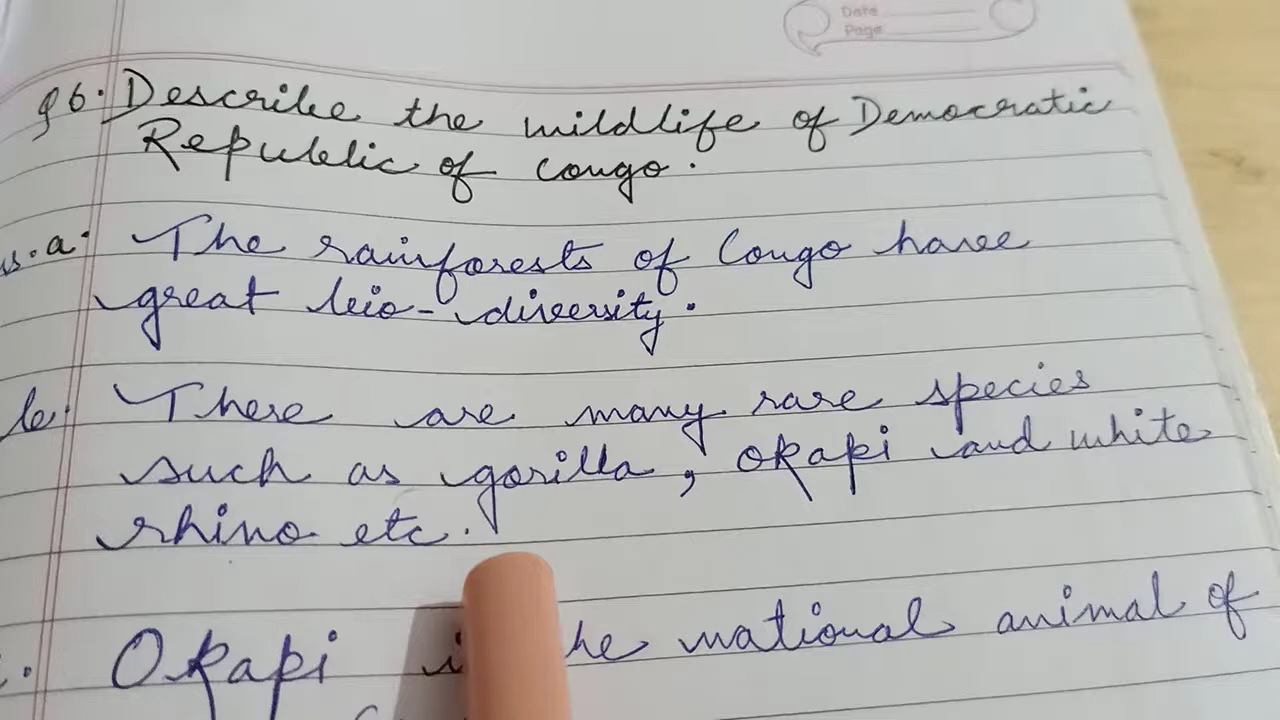 Date
Page
Q6. Describe the wildlife of Democratic
Republic of Congo.
s. a. The rainforests of Congo have
great bio-diversity.
b. There are many rare species
such as gorilla, Okapi and white
rhino etc.
Okapi the national animal of